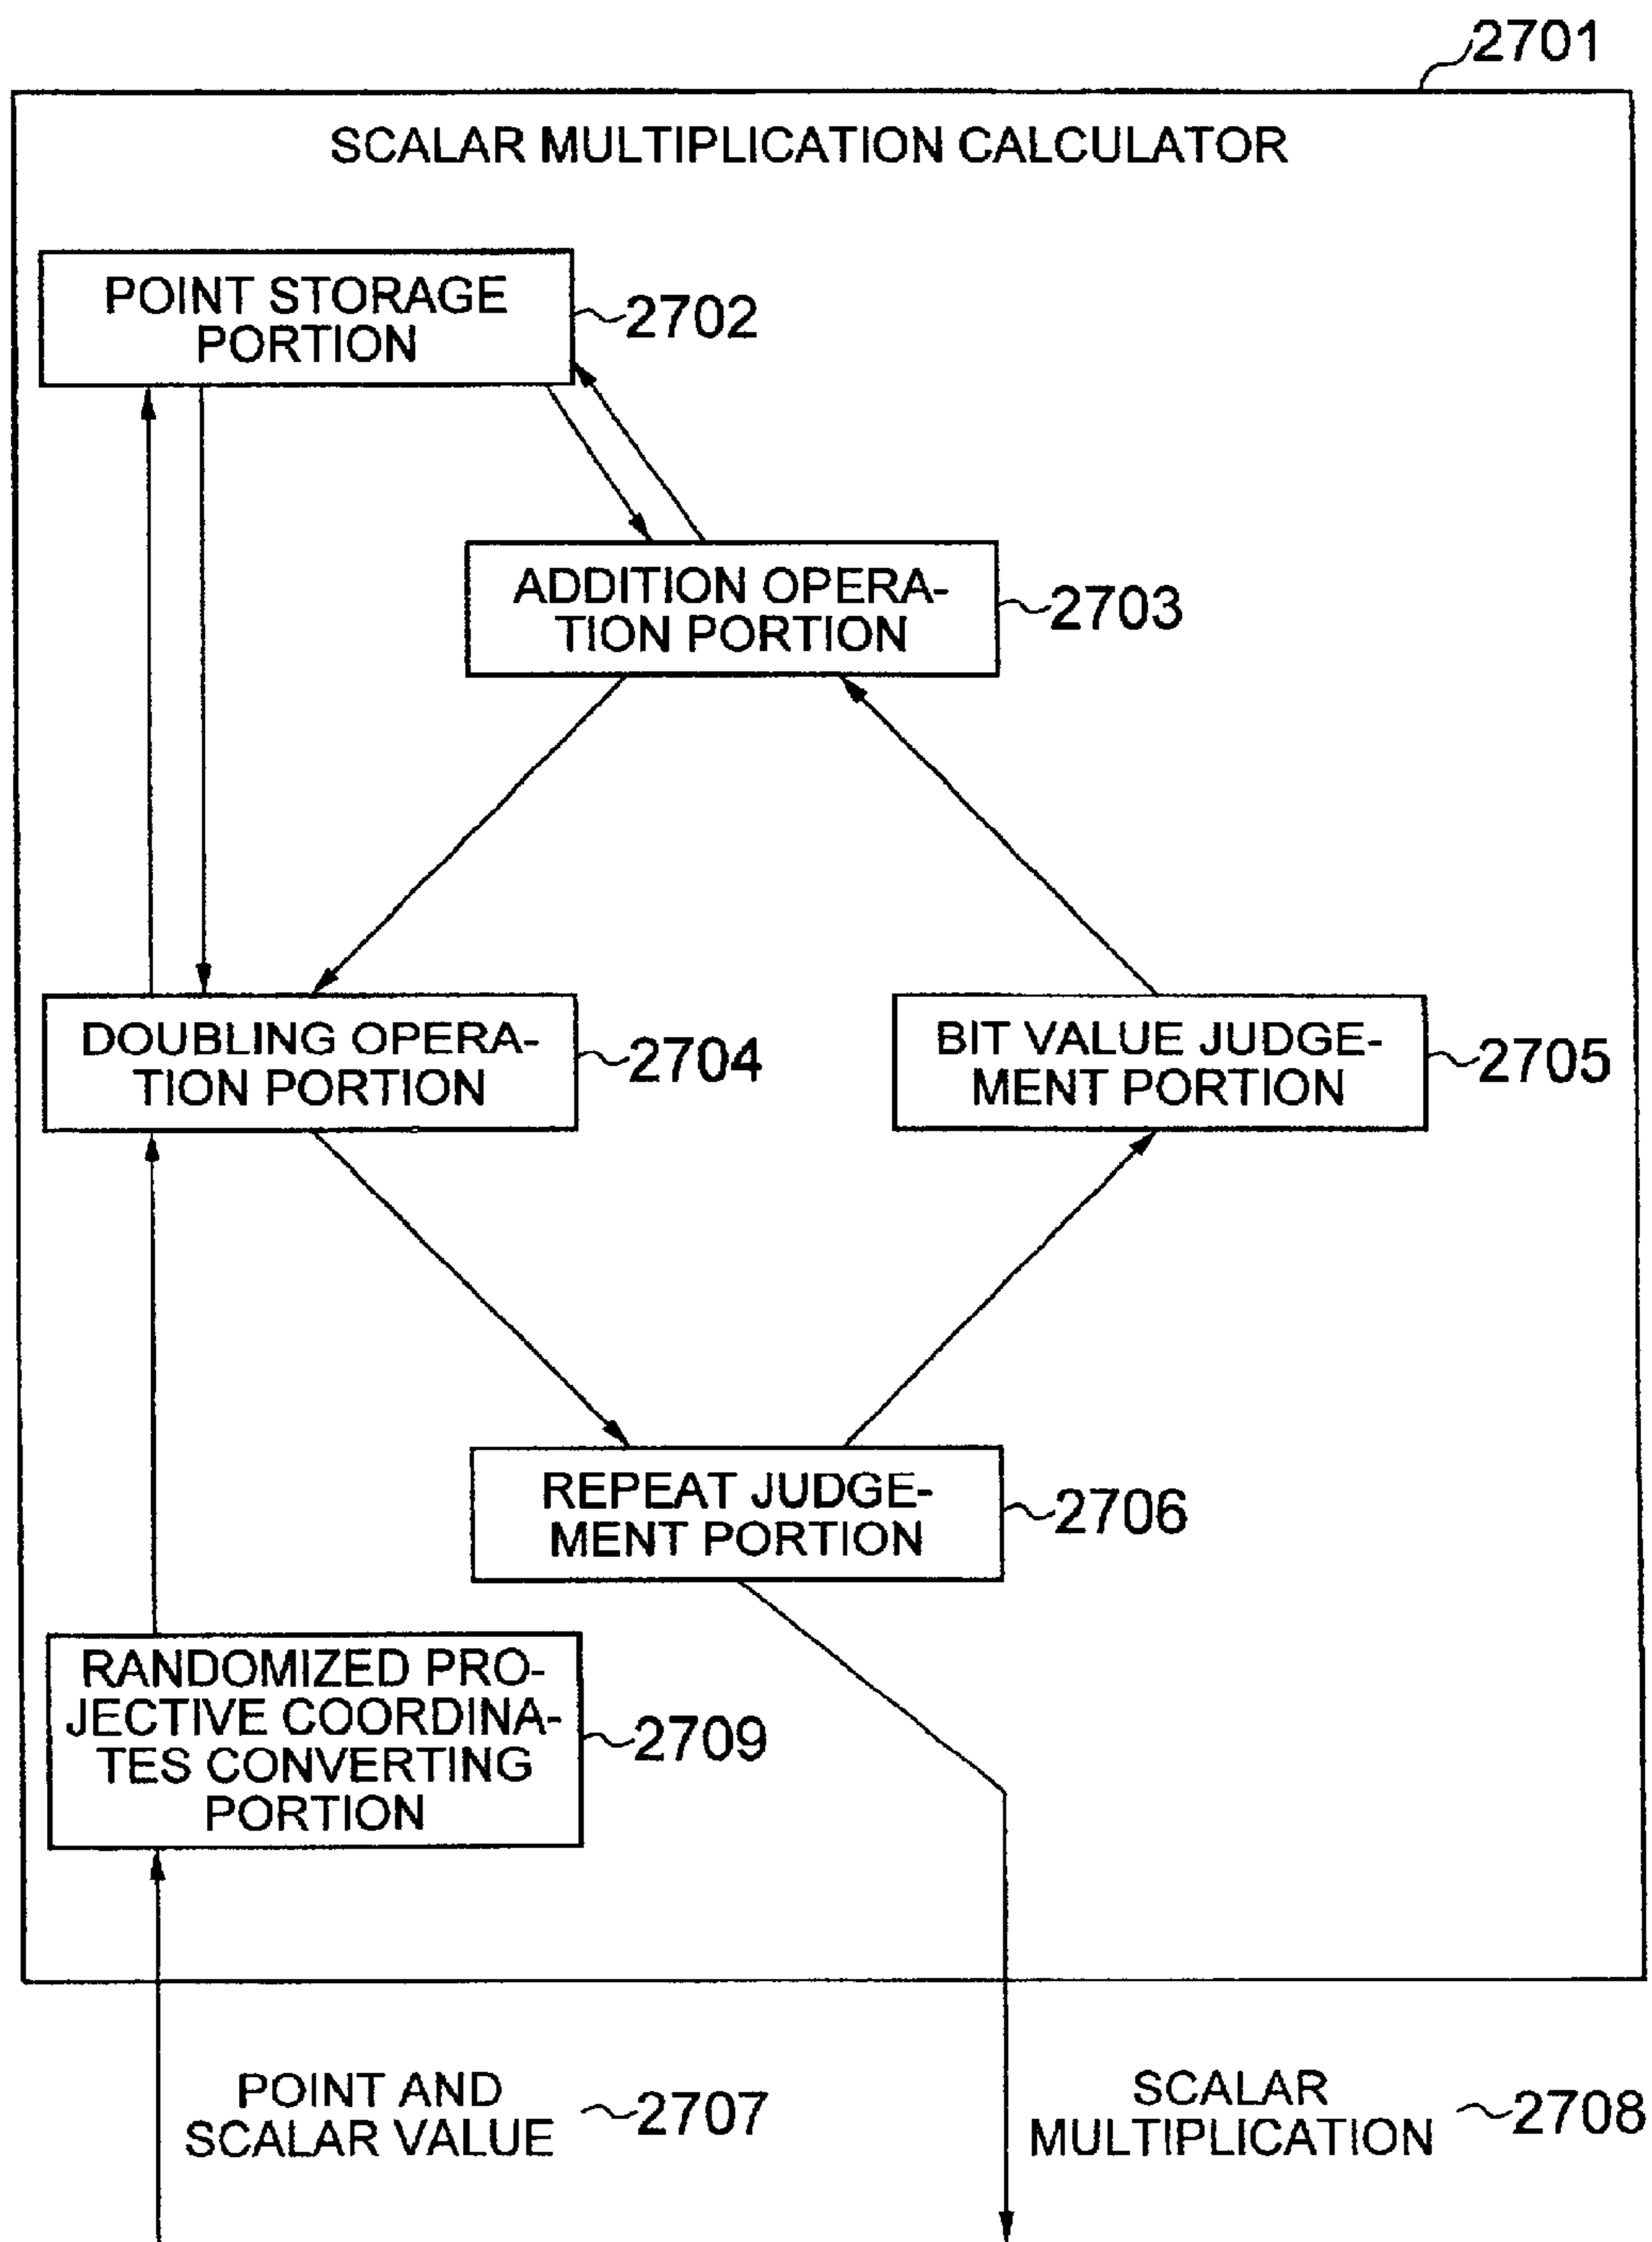 2701
SCALAR MULTIPLICATION CALCULATOR
POINT STORAGE
PORTION
2702
ADDITION OPERA-
TION PORTION
2703
DOUBLING OPERA-
TION PORTION
2704
BIT VALUE JUDGE-
MENT PORTION
2705
REPEAT JUDGE-
MENT PORTION
2706
RANDOMIZED PRO-
JECTIVE COORDINA-
TES CONVERTING
PORTION
2709
POINT AND
SCALAR VALUE
2707
SCALAR
MULTIPLICATION
2708